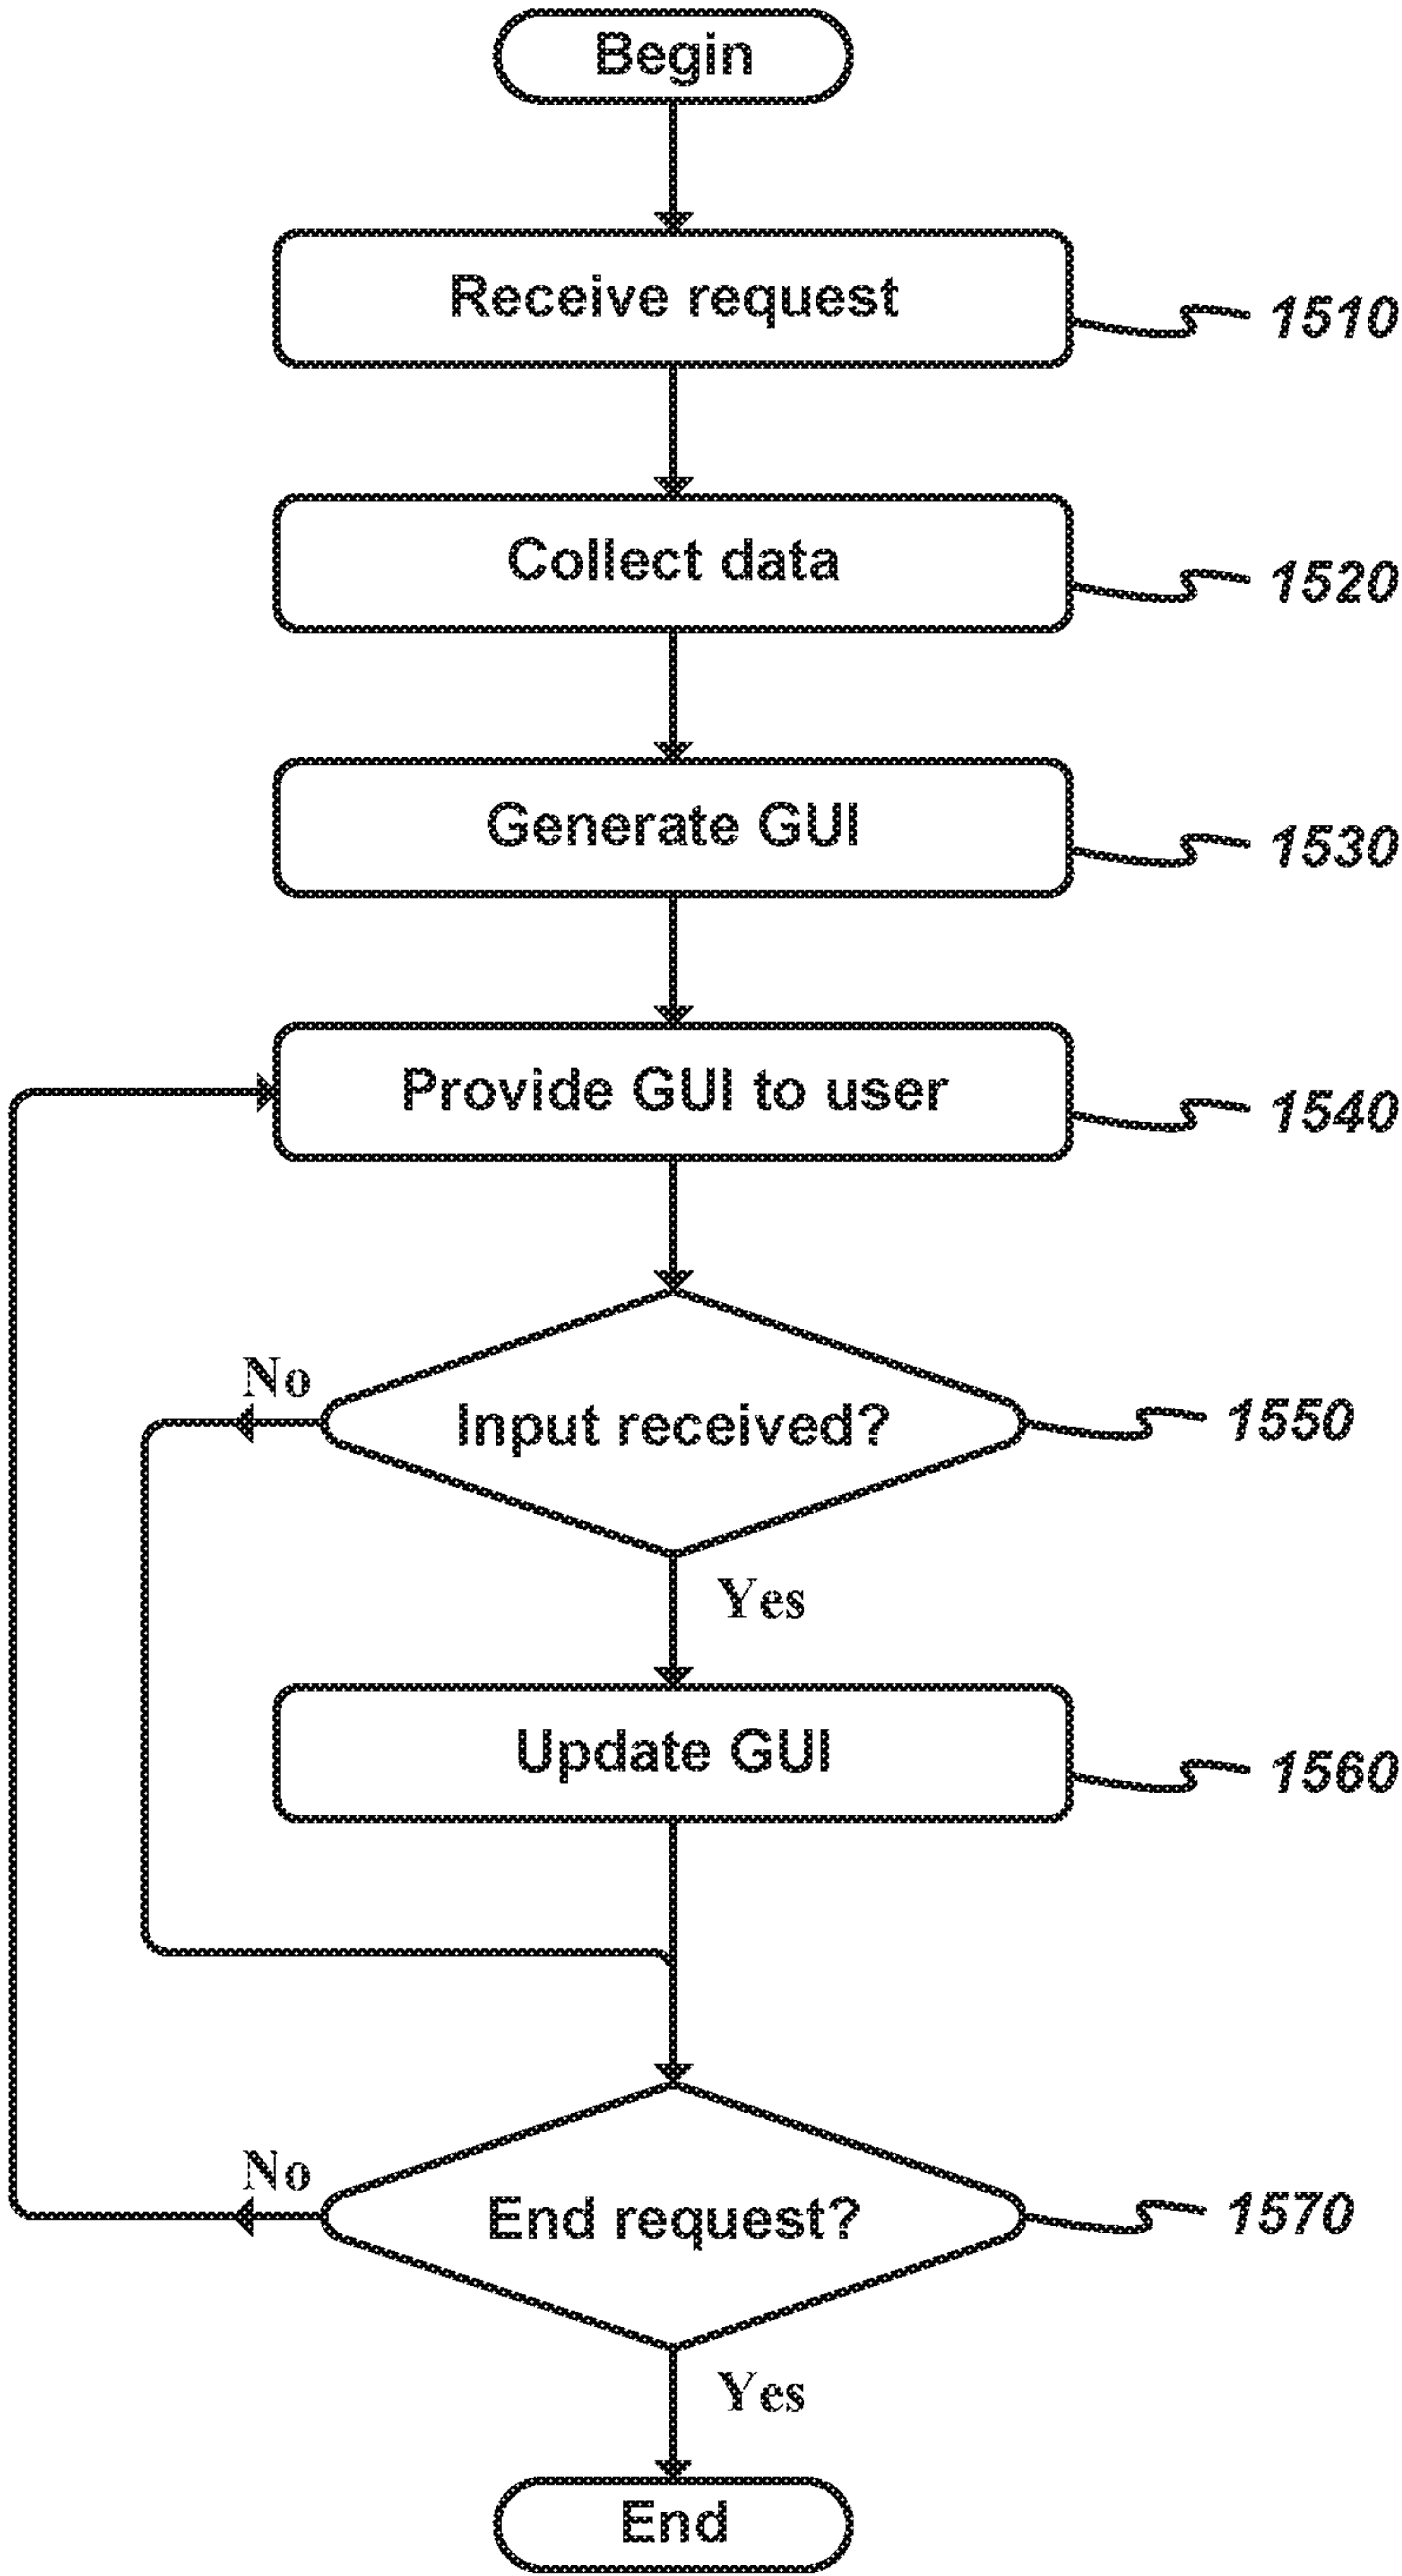 Begin
Receive request
1510
Collect data
1520
Generate GUI
1530
Provide GUI to user
1540
No
Input received?
1550
Yes
Update GUI
1560
No
End request?
1570
Yes
End